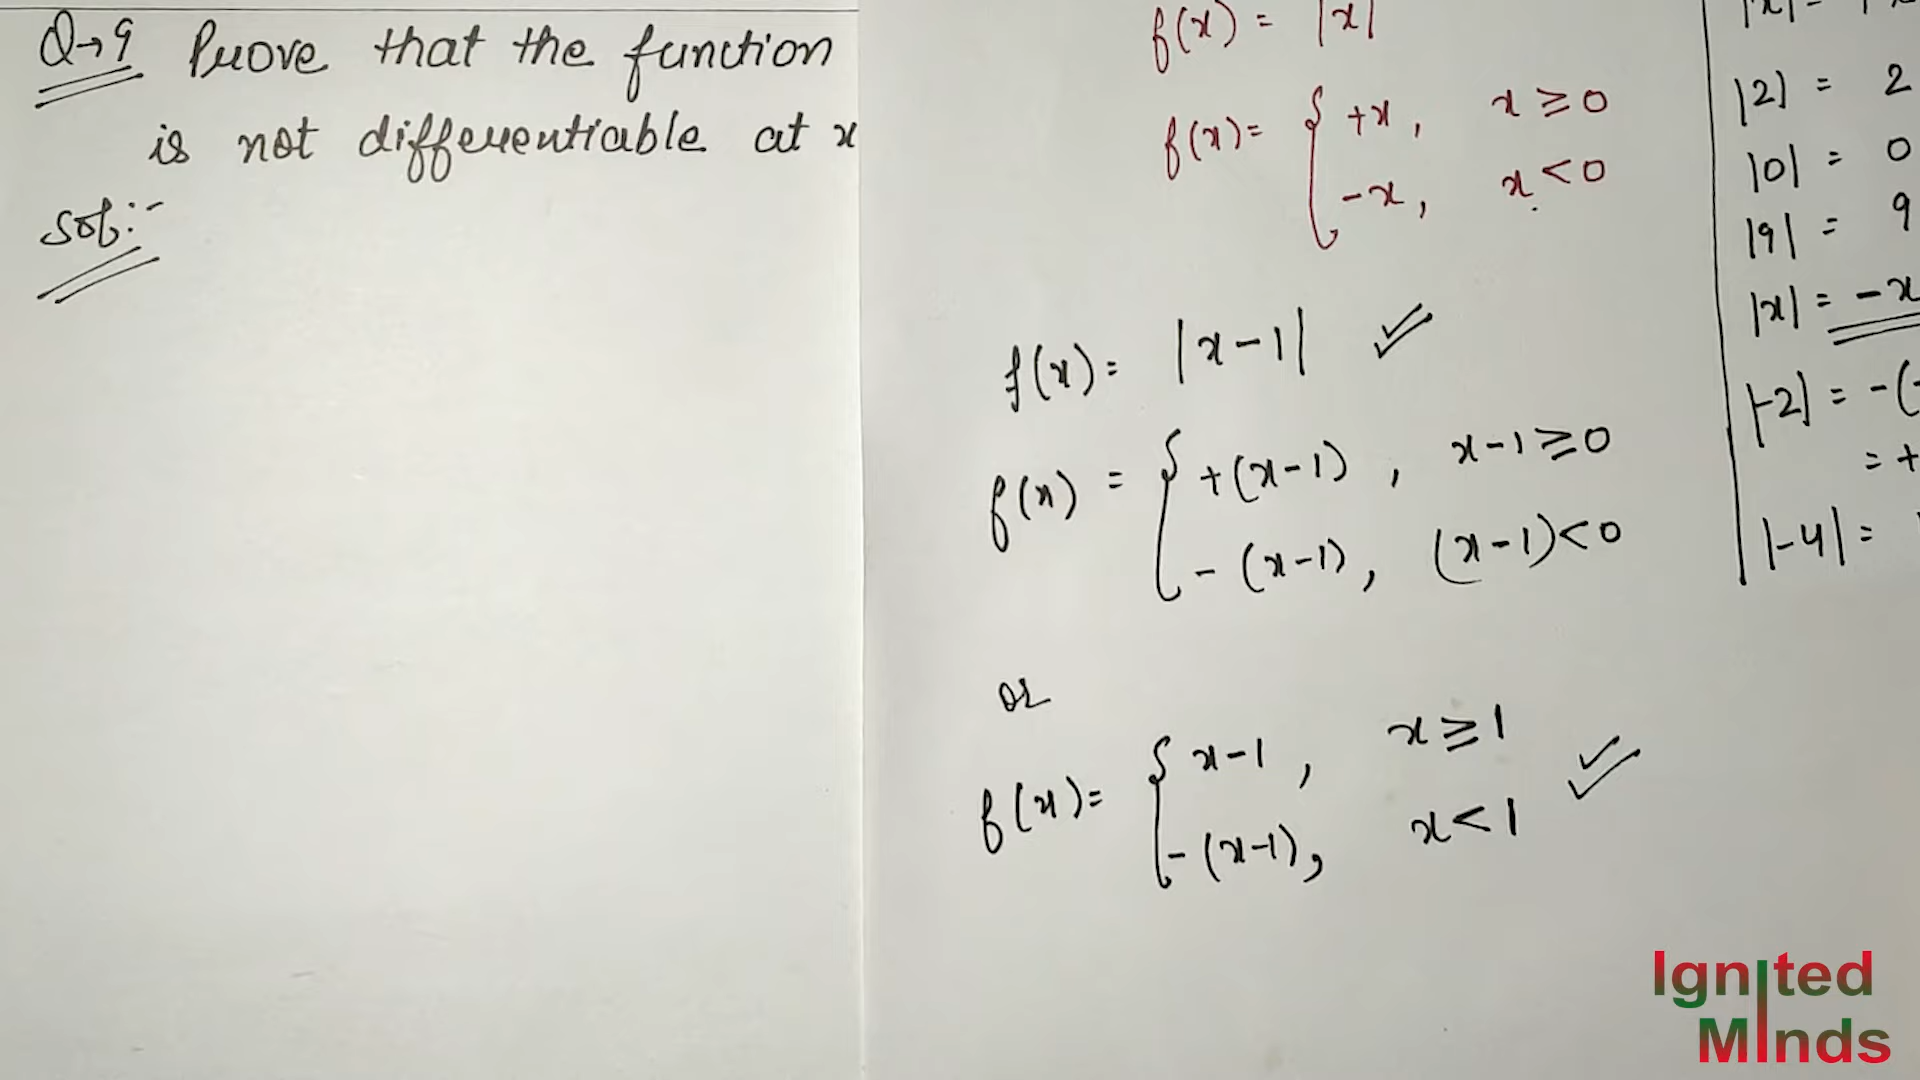 Q→9 Prove that the function
is not differentiable at x
Sol:-
f(x) = |x|
f(x) = { +x, x ≥ 0
-x, x < 0
f(x) = |x-1| ✓
f(x) = { +(x-1), x-1 ≥ 0
-(x-1), (x-1) < 0
or
f(x) = { x-1, x ≥ 1
-(x-1), x < 1 ✓
|2| = 2
|0| = 0
|9| = 9
|x| = -x
|-2| = -(-
= +
|-4| =
Ignited
Minds